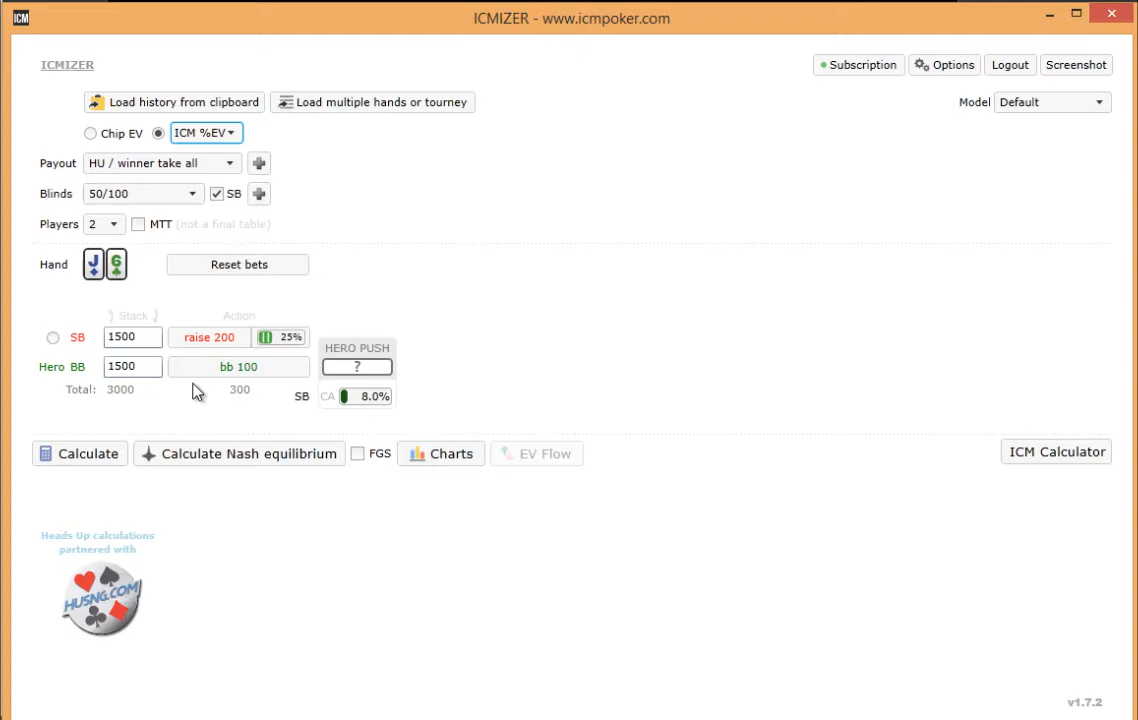 ICM
ICMIZER - www.icmpoker.com
ICMIZER
Subscription
Options
Logout
Screenshot
Load history from clipboard
Load multiple hands or tourney
Model
Default
Chip EV
ICM %EV
Payout
HU / winner take all
Blinds
50/100
SB
Players
2
MTT (not a final table)
Hand
J
6
Reset bets
Stack
Action
SB
1500
raise 200
25%
HERO PUSH
Hero BB
1500
bb 100
?
Total: 3000
300
SB
CA
8.0%
Calculate
Calculate Nash equilibrium
FGS
Charts
EV Flow
ICM Calculator
Heads Up calculations
partnered with
HUSNG.COM
v1.7.2